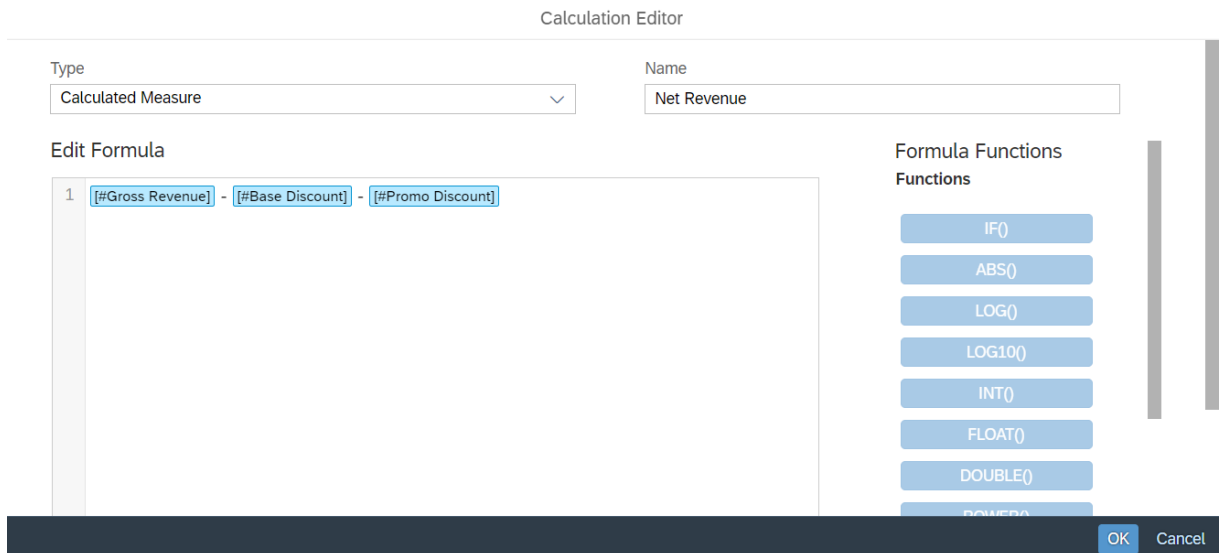 Calculation Editor
Type
Name
Calculated Measure
Net Revenue
Edit Formula
1 [#Gross Revenue] - [#Base Discount] - [#Promo Discount]
Formula Functions
Functions
IF()
ABS()
LOG()
LOG10()
INT()
FLOAT()
DOUBLE()
POWER()
OK Cancel